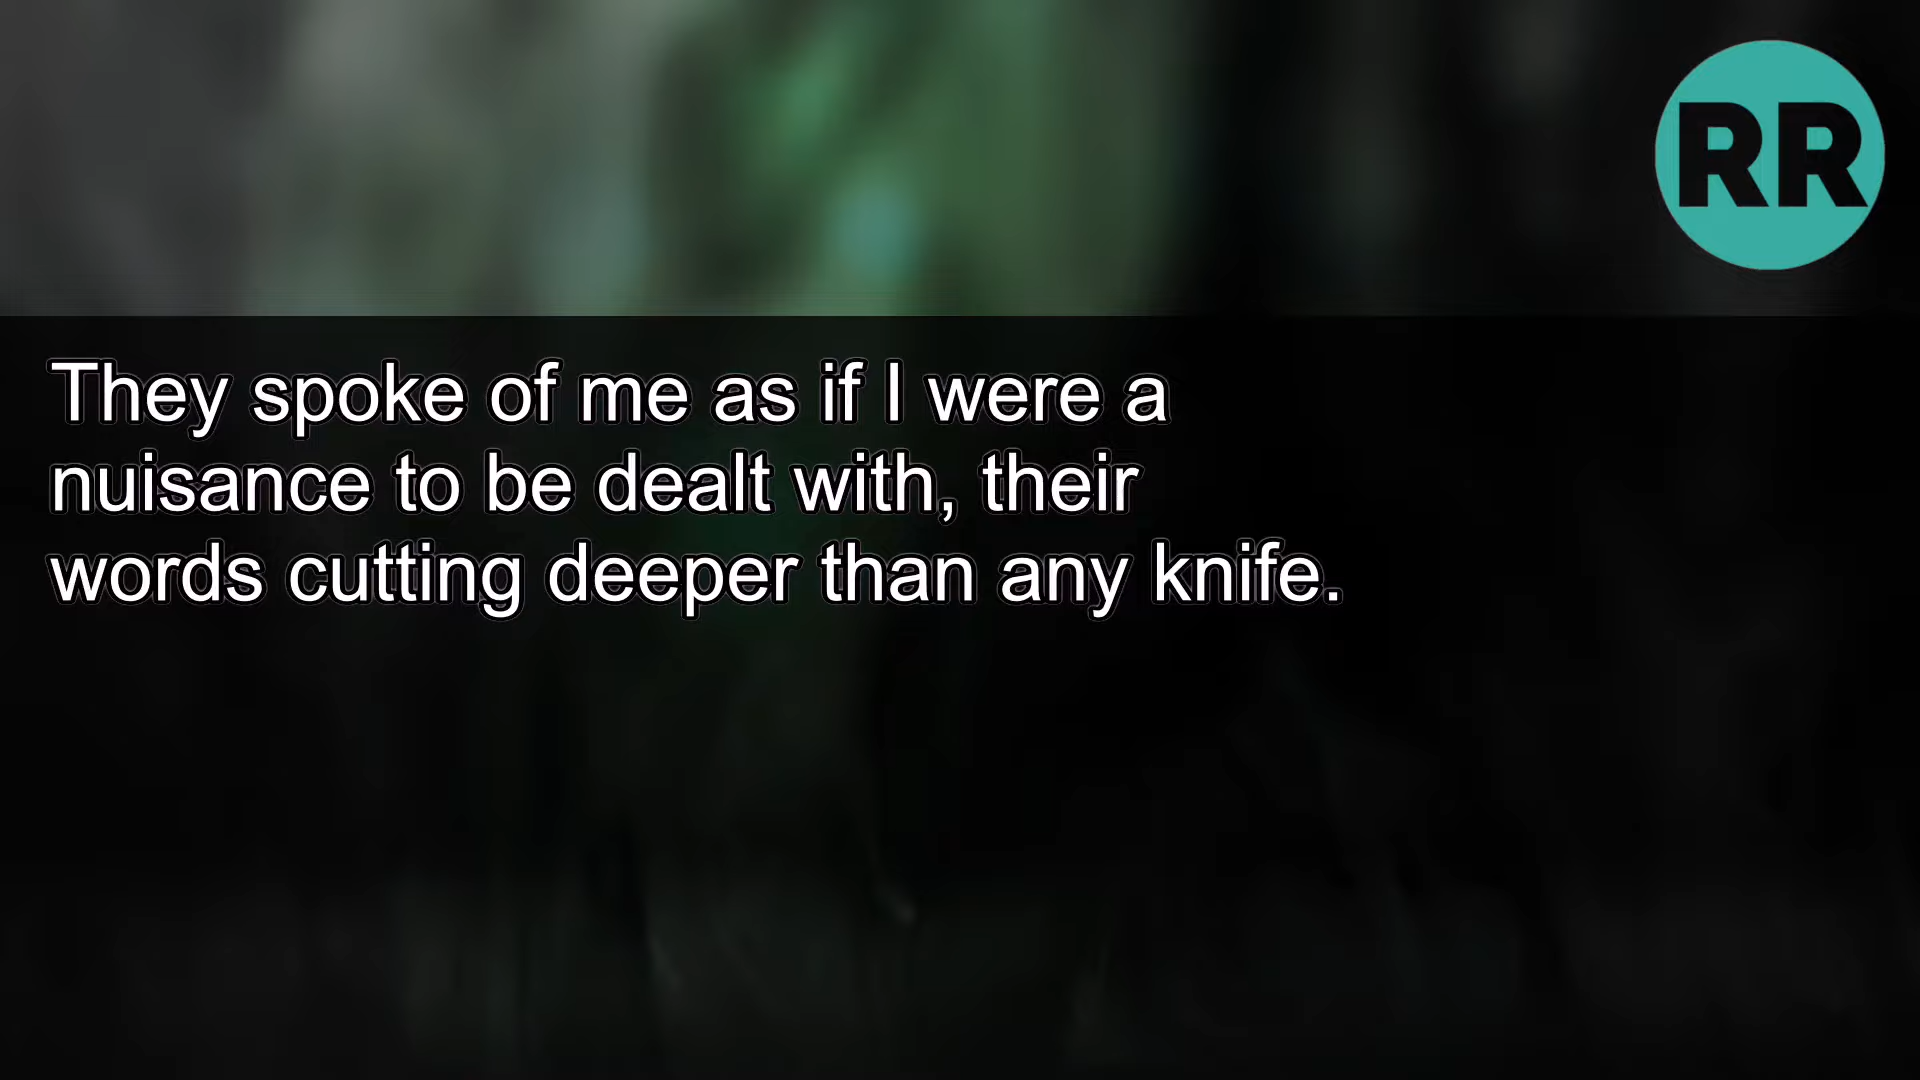 RR
They spoke of me as if I were a
nuisance to be dealt with, their
words cutting deeper than any knife.